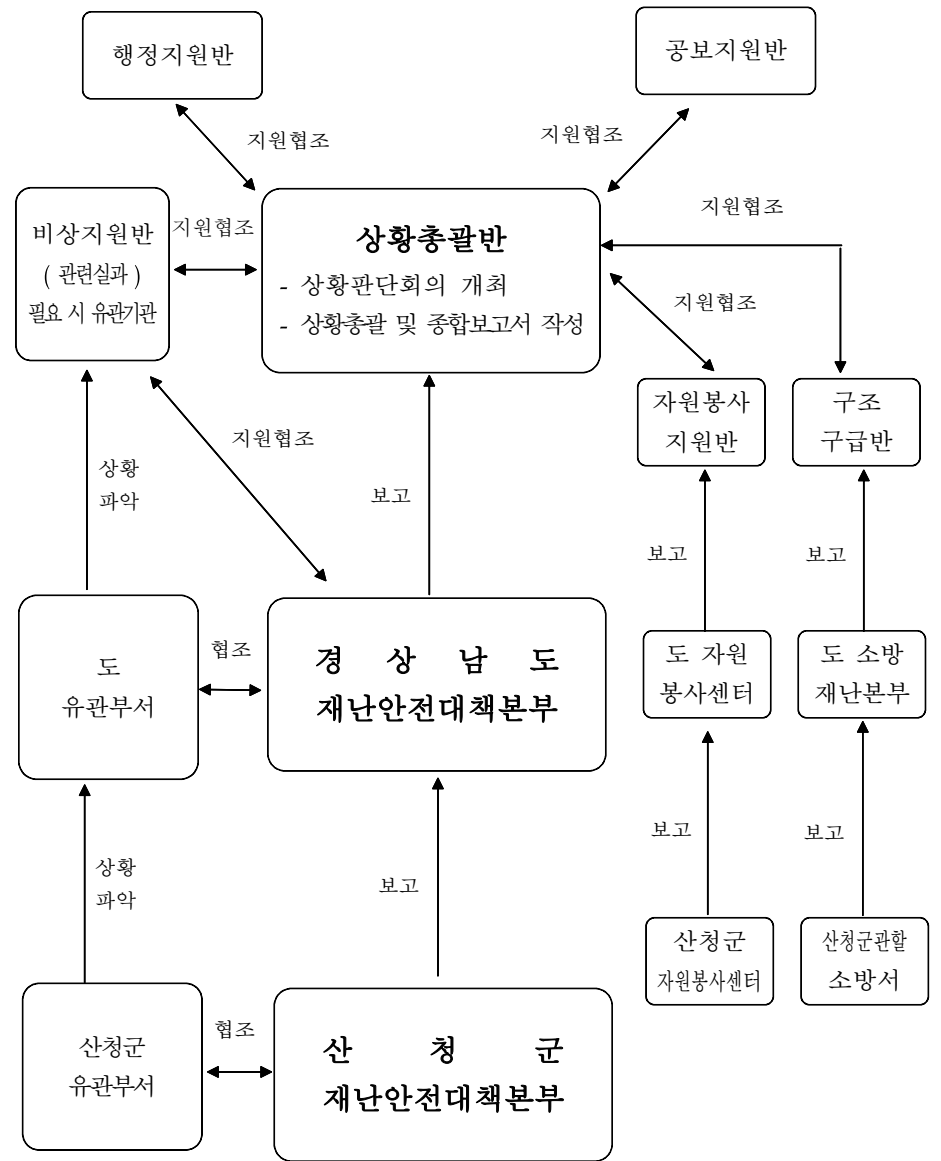 행정지원반
공보지원반
지원협조
지원협조
비상지원반
( 관련실과 )
필요 시 유관기관
지원협조
상황총괄반
- 상황판단회의 개최
- 상황총괄 및 종합보고서 작성
지원협조
지원협조
자원봉사
지원반
구조
구급반
상황
파악
지원협조
보고
보고
보고
도
유관부서
협조
경 상 남 도
재난안전대책본부
도 자원
봉사센터
도 소방
재난본부
상황
파악
보고
보고
보고
산청군
자원봉사센터
산청군관할
소방서
산청군
유관부서
협조
산 청 군
재난안전대책본부